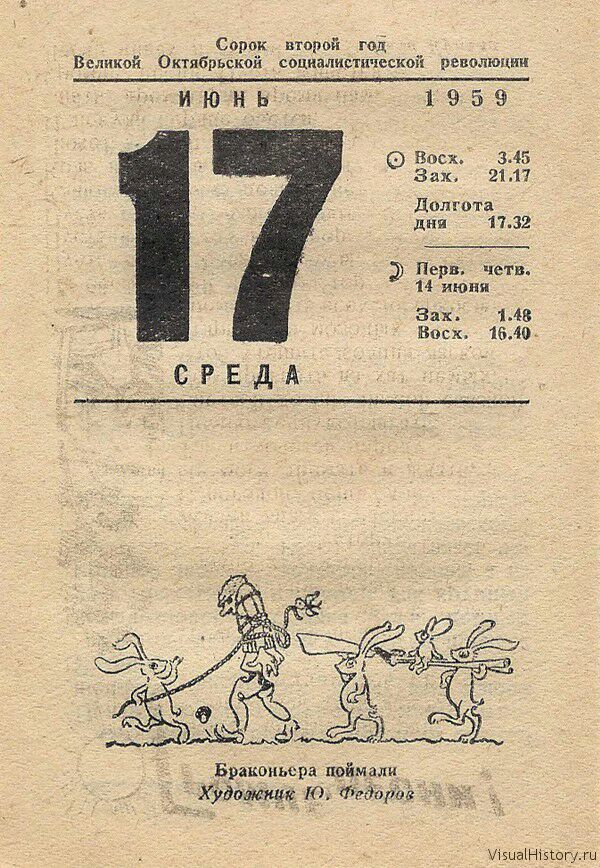 Сорок второй год
Великой Октябрьской социалистической революции
ИЮНЬ 1959
17
Восх. 3.45
Зах. 21.17
Долгота
дня 17.32
Перв. четв.
14 июня
Зах. 1.48
Восх. 16.40
СРЕДА
Браконьера поймали
Художник Ю. Федоров
VisualHistory.ru